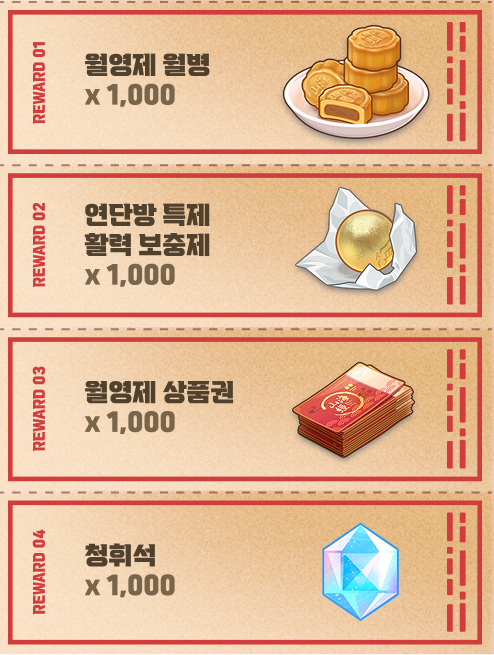 REWARD 01
월영제 월병
x 1,000
REWARD 02
연단방 특제
활력 보충제
x 1,000
REWARD 03
월영제 상품권
x 1,000
REWARD 04
청휘석
x 1,000